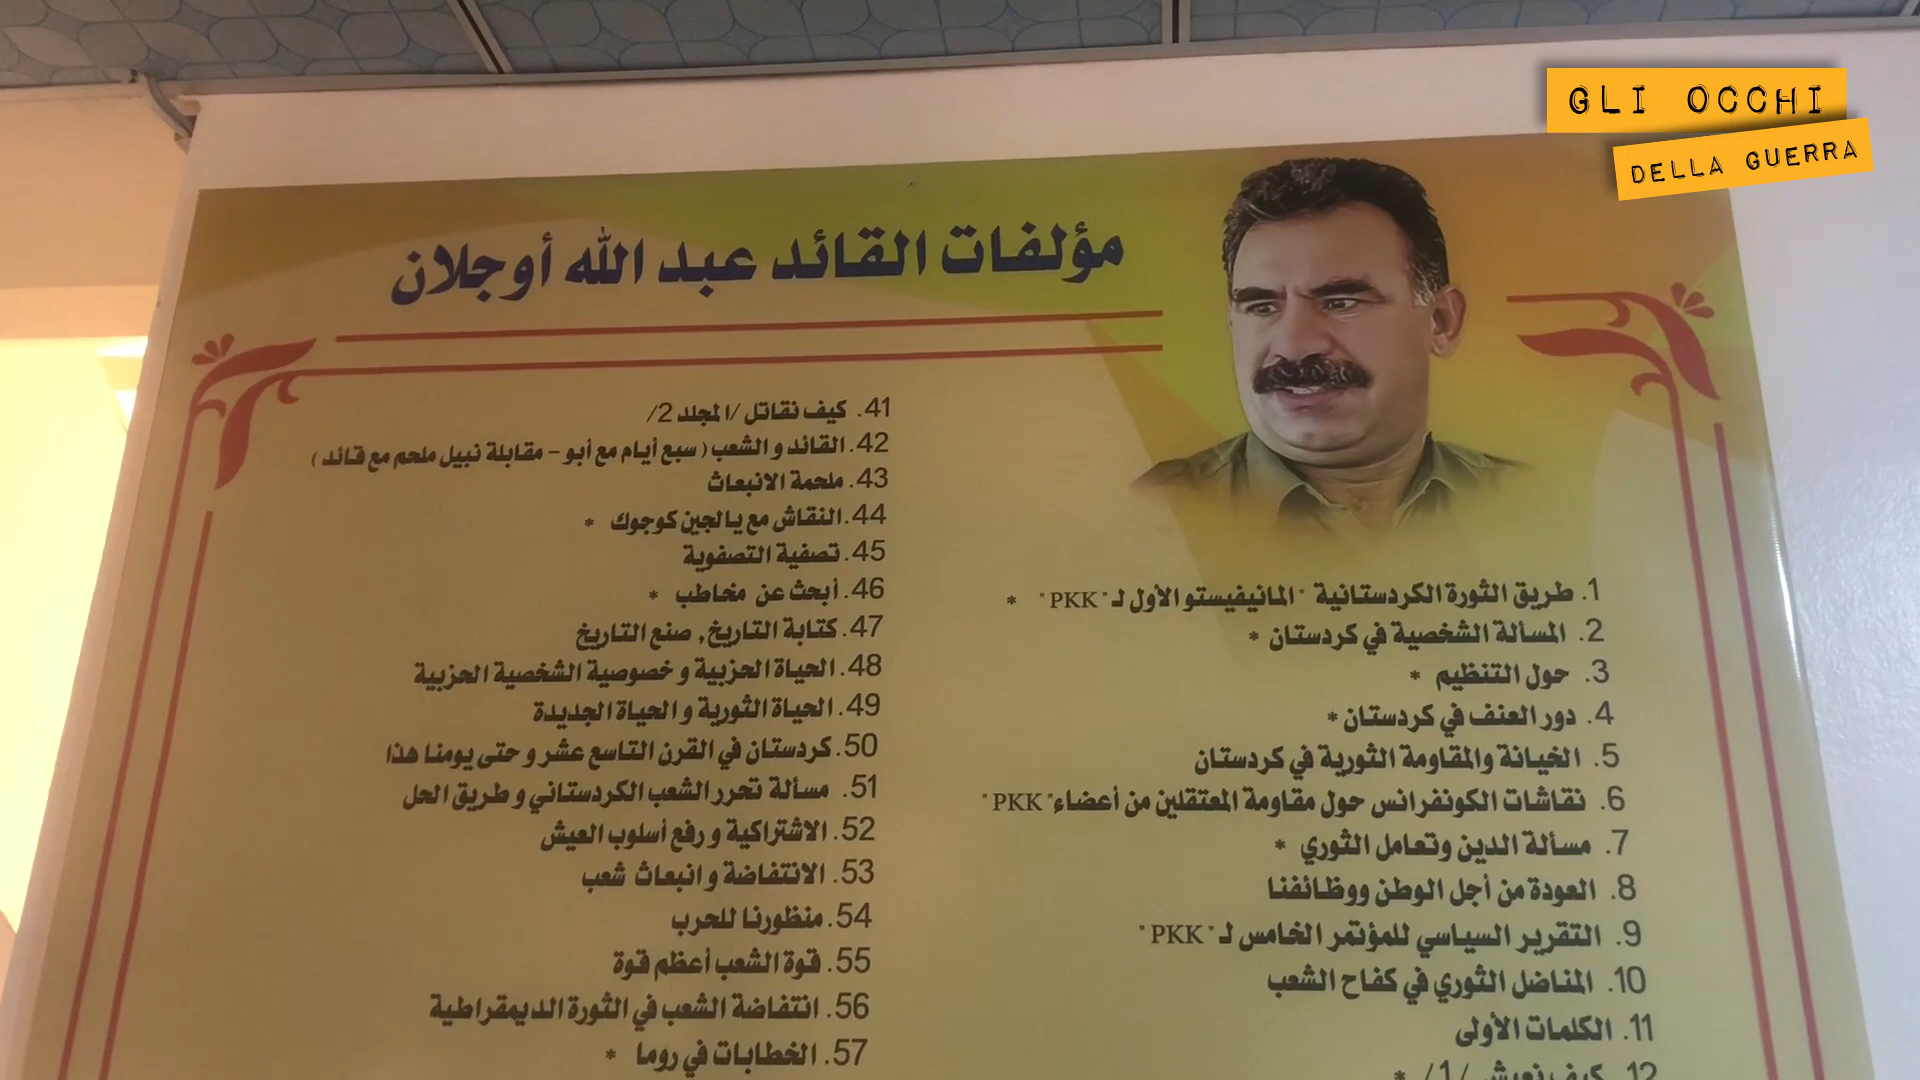 GLI OCCHI
DELLA GUERRA
مؤلفات القائد عبد الله أوجلان
1. طريق الثورة الكردستانية "المانيفيستو الأول لـ "PKK" *
2. المسألة الشخصية في كردستان *
3. حول التنظيم *
4. دور العنف في كردستان *
5. الخيانة والمقاومة الثورية في كردستان
6. نقاشات الكونفرانس حول مقاومة المعتقلين من أعضاء "PKK"
7. مسألة الدين وتعامل الثوري *
8. العودة من أجل الوطن ووظائفنا
9. التقرير السياسي للمؤتمر الخامس لـ "PKK"
10. المناضل الثوري في كفاح الشعب
11. الكلمات الأولى
12. كيف نعيش /1/ *
41. كيف نقاتل /المجلد 2/
42. القائد و الشعب ( سبع أيام مع أبو - مقابلة نبيل ملحم مع قائد )
43. ملحمة الانبعاث
44. النقاش مع يالجين كوجوك *
45. تصفية التصفوية
46. أبحث عن مخاطب *
47. كتابة التاريخ, صنع التاريخ
48. الحياة الحزبية و خصوصية الشخصية الحزبية
49. الحياة الثورية و الحياة الجديدة
50. كردستان في القرن التاسع عشر و حتى يومنا هذا
51. مسألة تحرر الشعب الكردستاني و طريق الحل
52. الاشتراكية و رفع أسلوب العيش
53. الانتفاضة و انبعاث شعب
54. منظورنا للحرب
55. قوة الشعب أعظم قوة
56. انتفاضة الشعب في الثورة الديمقراطية
57. الخطابات في روما *